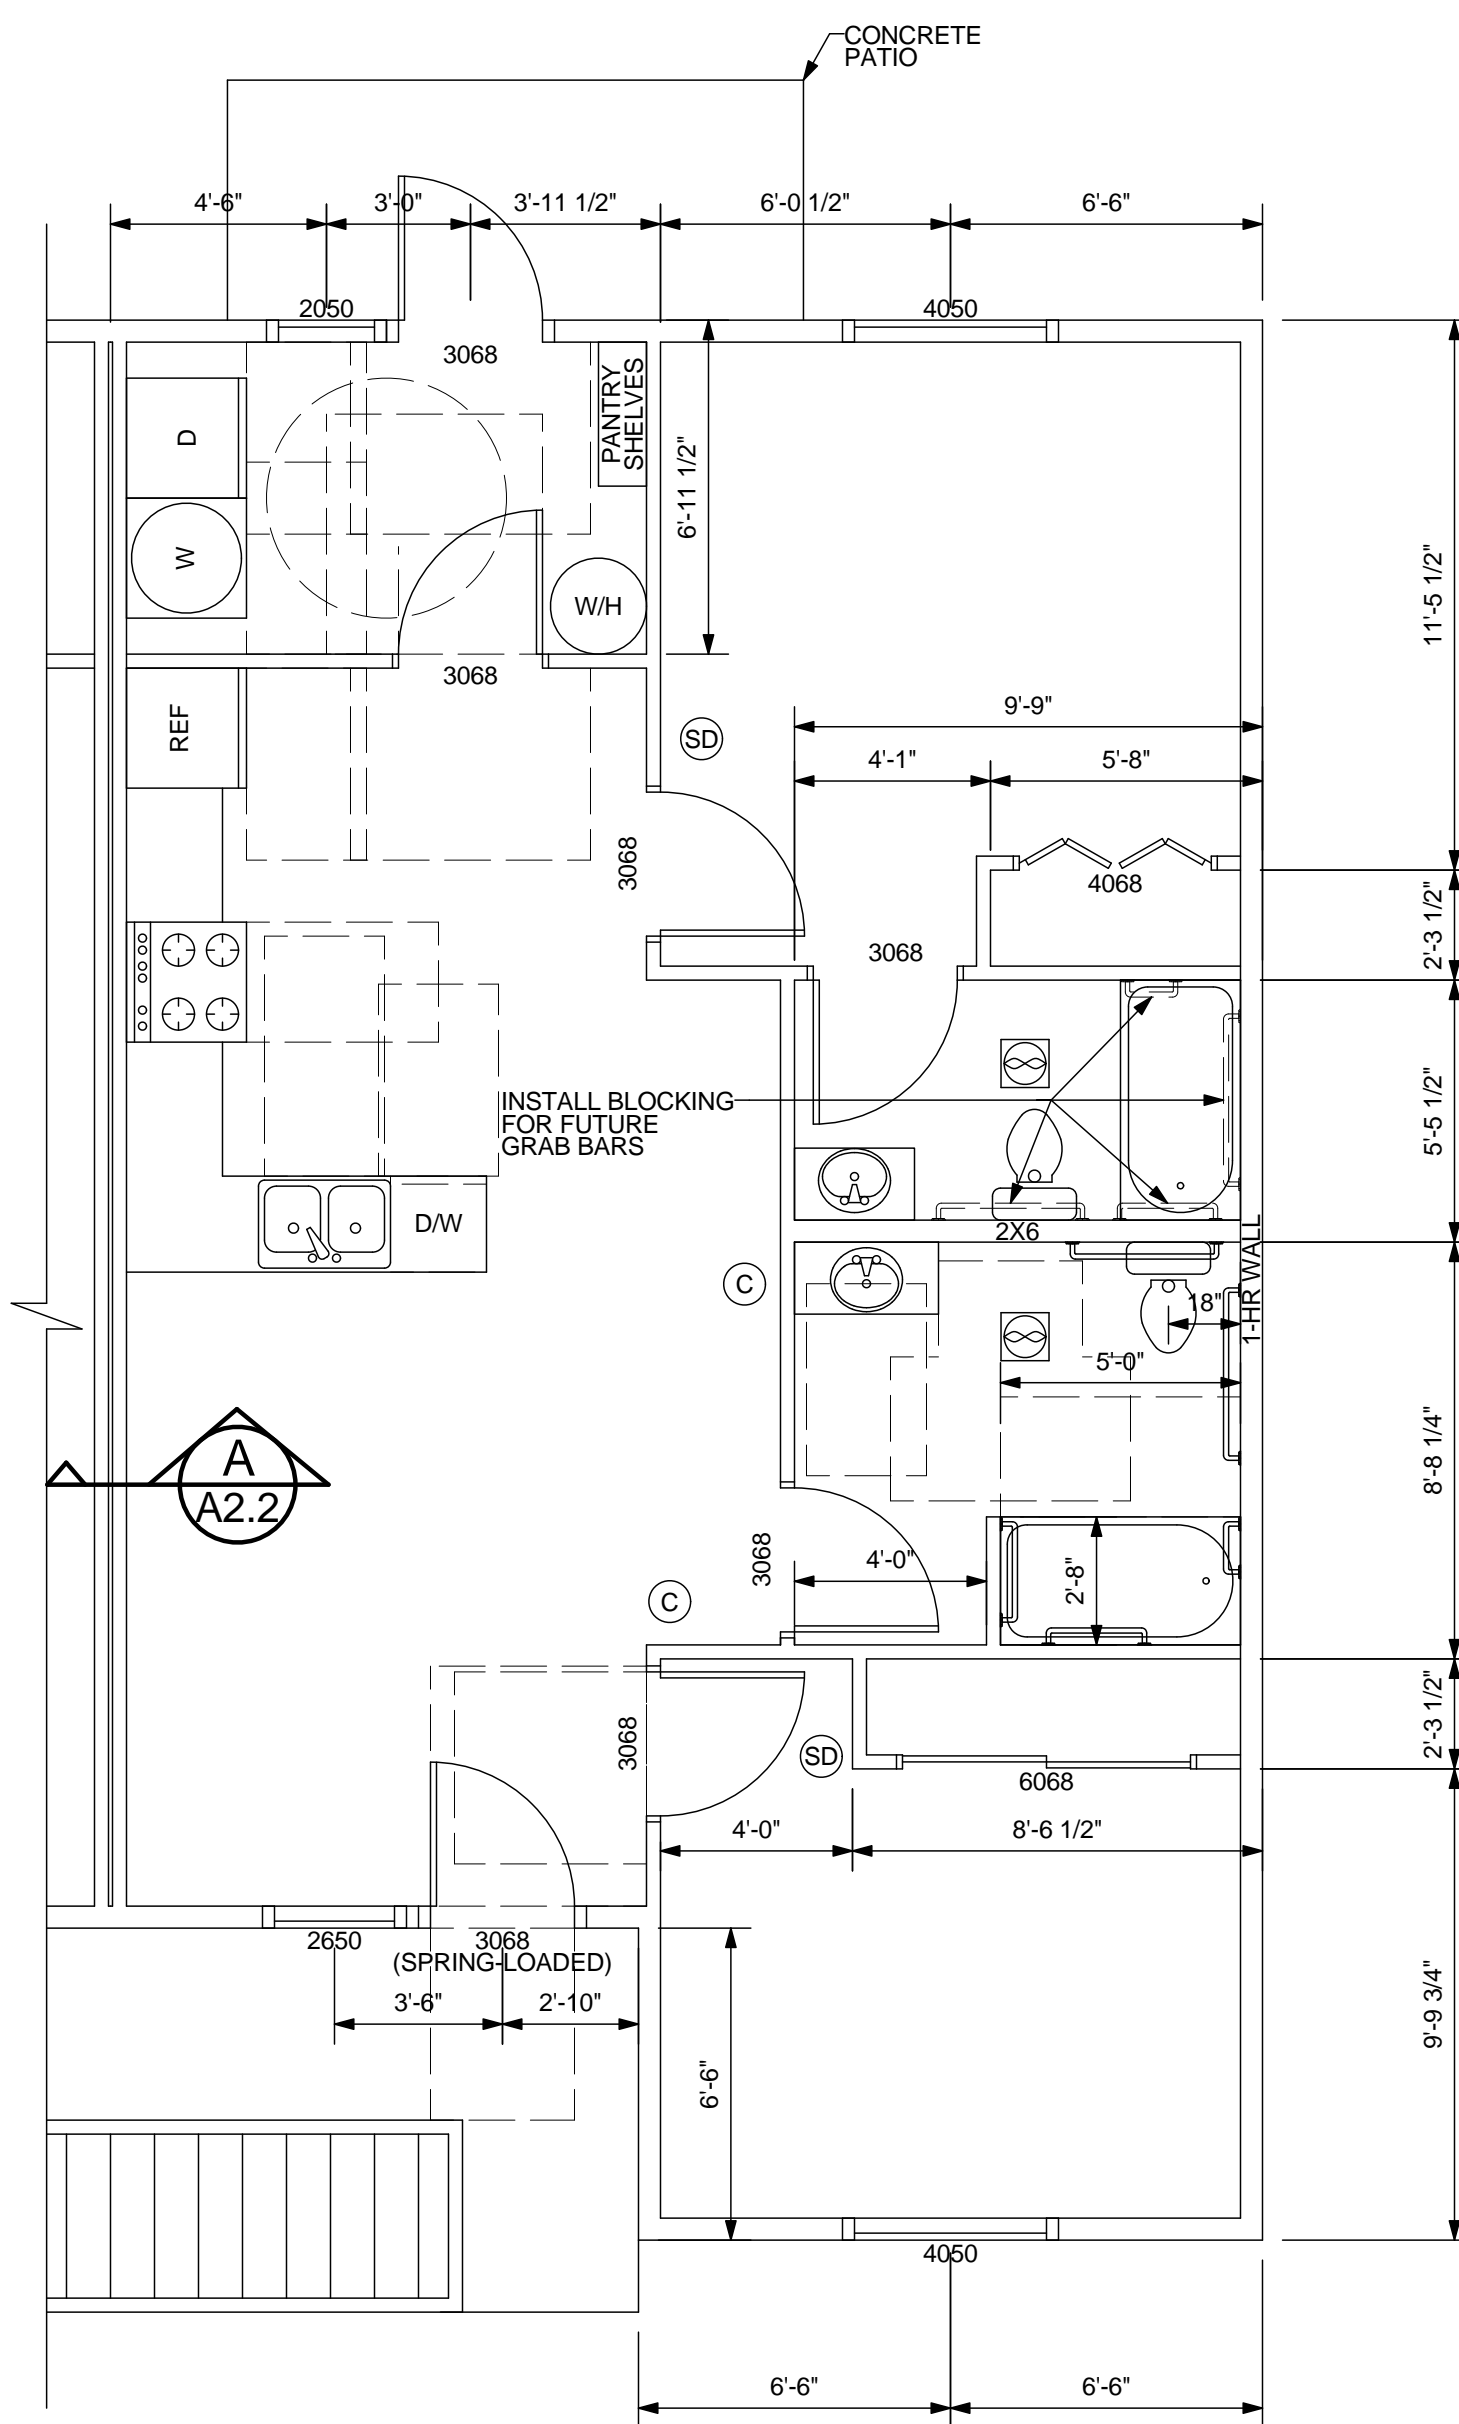 CONCRETE
PATIO
4'-6"
3'-0"
3'-11 1/2"
6'-0 1/2"
6'-6"
2050
4050
3068
PANTRY
SHELVES
D
6'-11 1/2"
W
W/H
11'-5 1/2"
3068
REF
SD
9'-9"
4'-1"
5'-8"
3068
4068
2'-3 1/2"
3068
INSTALL BLOCKING
FOR FUTURE
GRAB BARS
5'-5 1/2"
D/W
2X6
1-HR WALL
C
18"
5'-0"
8'-8 1/4"
A
A2.2
3068
4'-0"
2'-8"
C
3068
SD
2'-3 1/2"
6068
4'-0"
8'-6 1/2"
2650
3068
(SPRING-LOADED)
3'-6"
2'-10"
6'-6"
9'-9 3/4"
4050
6'-6"
6'-6"